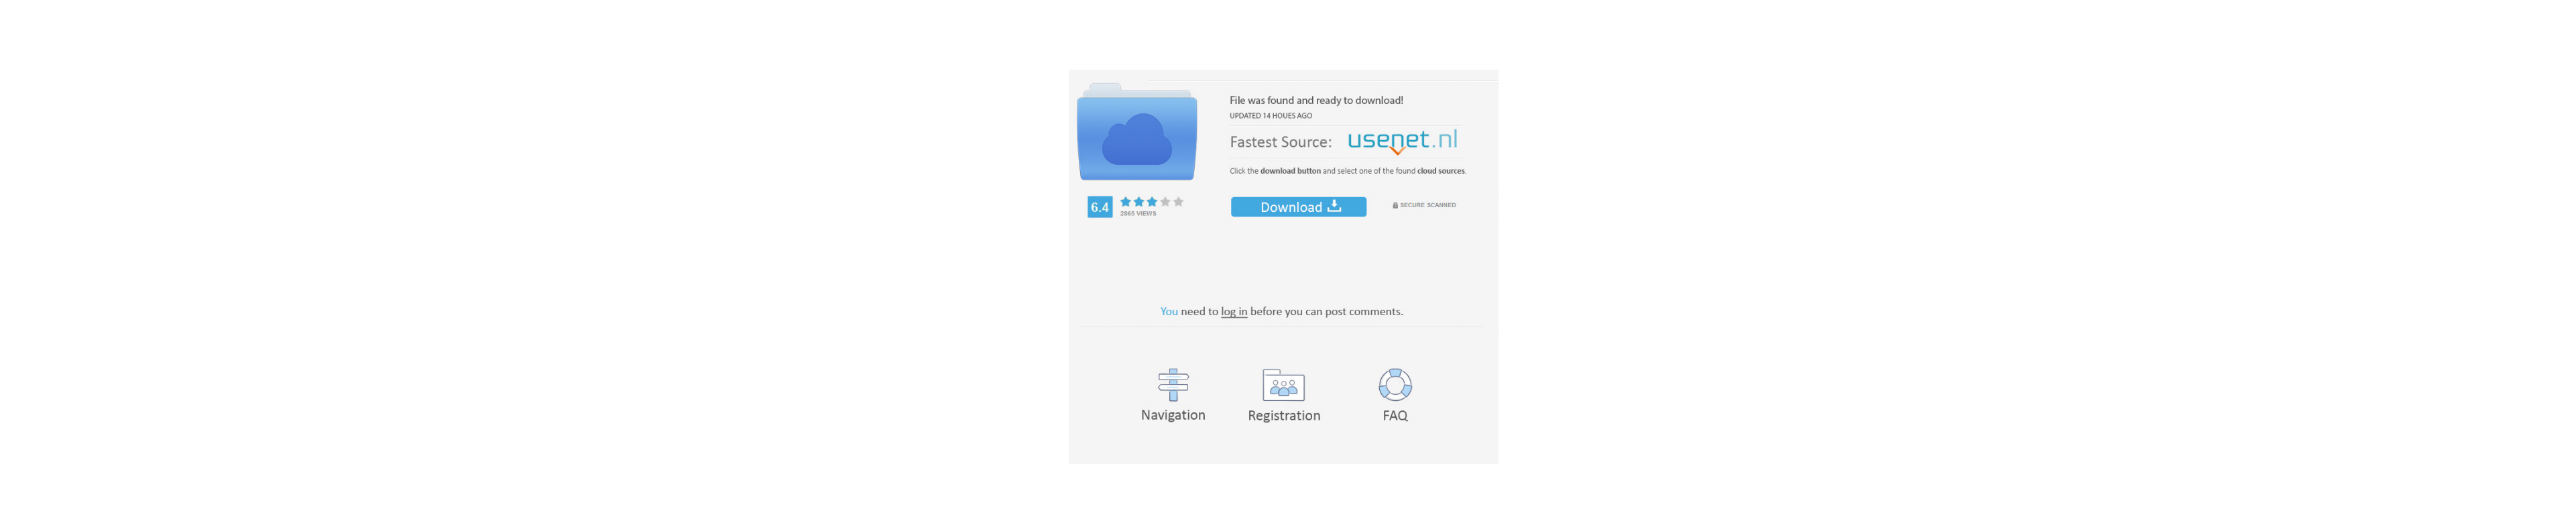 File was found and ready to download!
UPDATED 14 HOUES AGO
Fastest Source: usenet.nl
Click the download button and select one of the found cloud sources.
6.4
2865 VIEWS
Download
SECURE SCANNED
You need to log in before you can post comments.
Navigation
Registration
FAQ